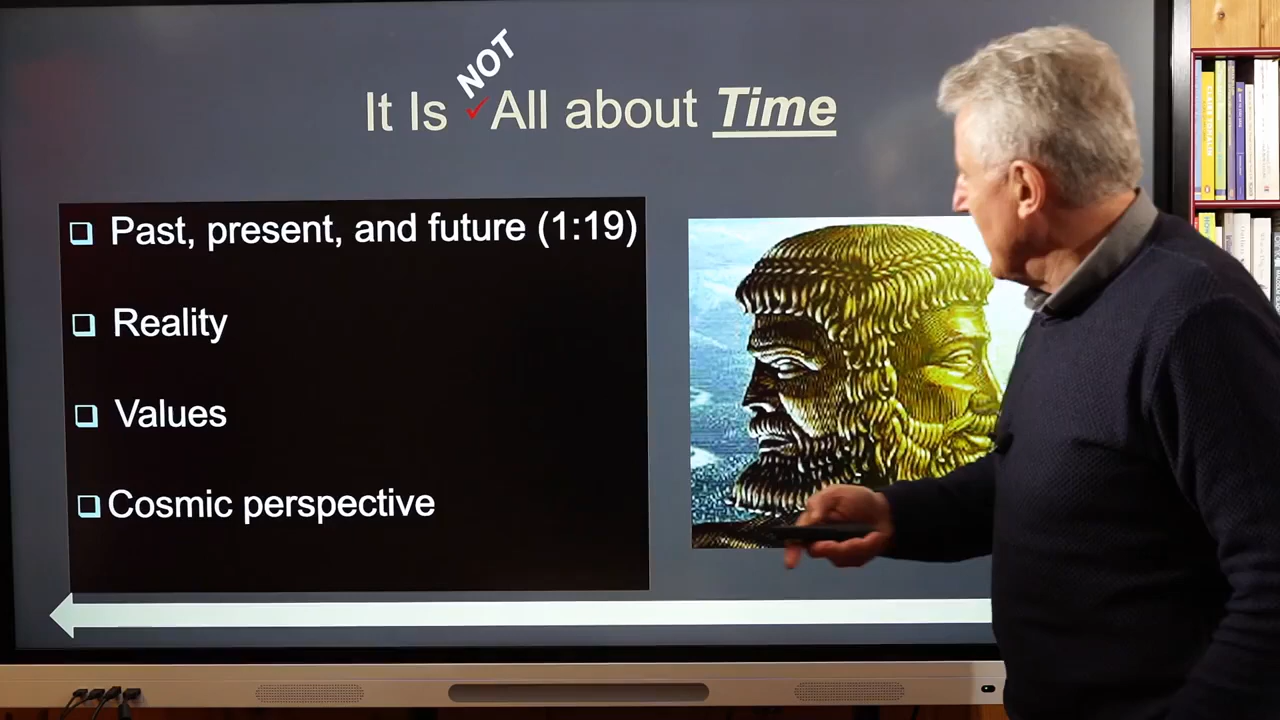 NOT
It Is ✓All about Time
Past, present, and future (1:19)
Reality
Values
Cosmic perspective